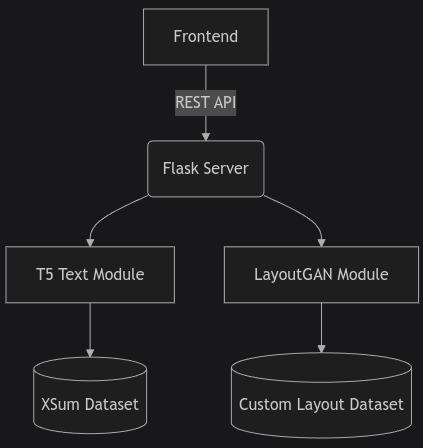 Frontend
REST API
Flask Server
T5 Text Module
LayoutGAN Module
XSum Dataset
Custom Layout Dataset